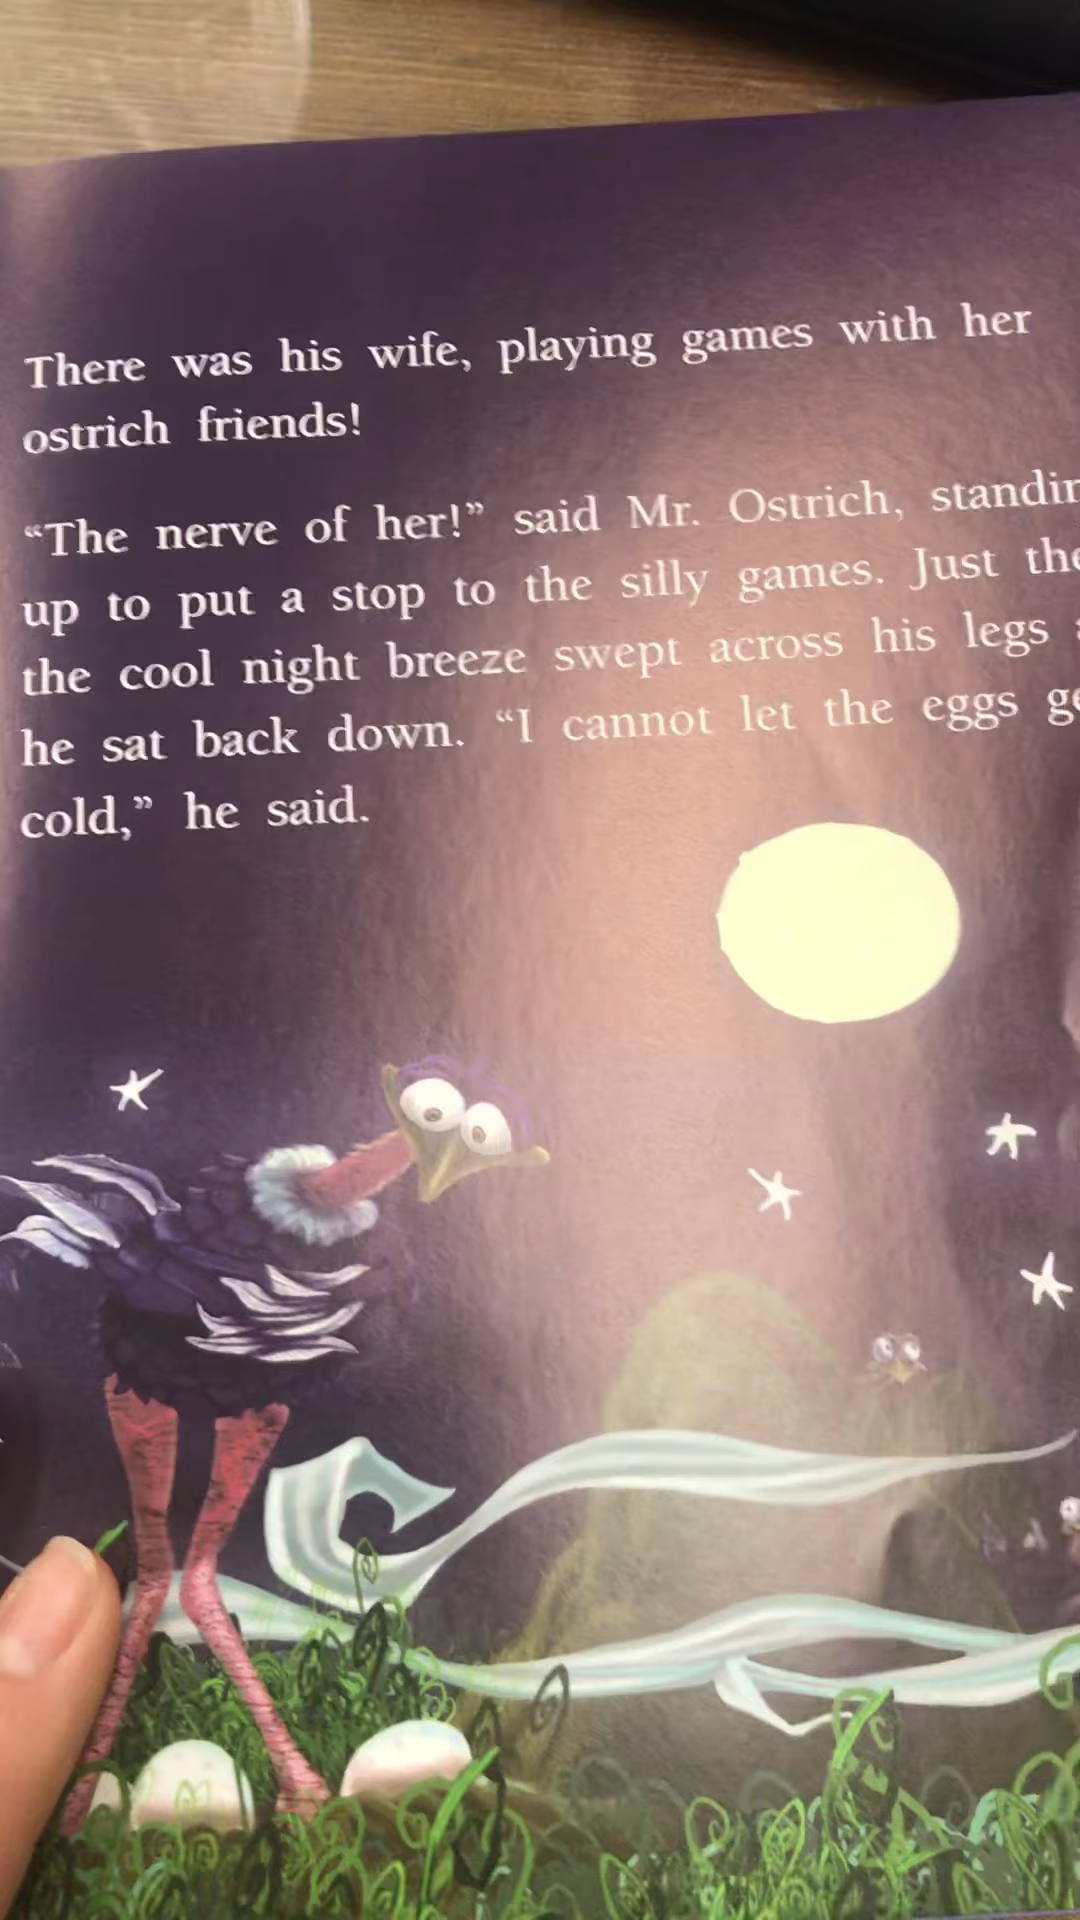 There was his wife, playing games with her
ostrich friends!
“The nerve of her!” said Mr. Ostrich,
up to put a stop to the silly games. Just
the cool night breeze swept across his legs
he sat back down. “I cannot let the eggs
cold,” he said.